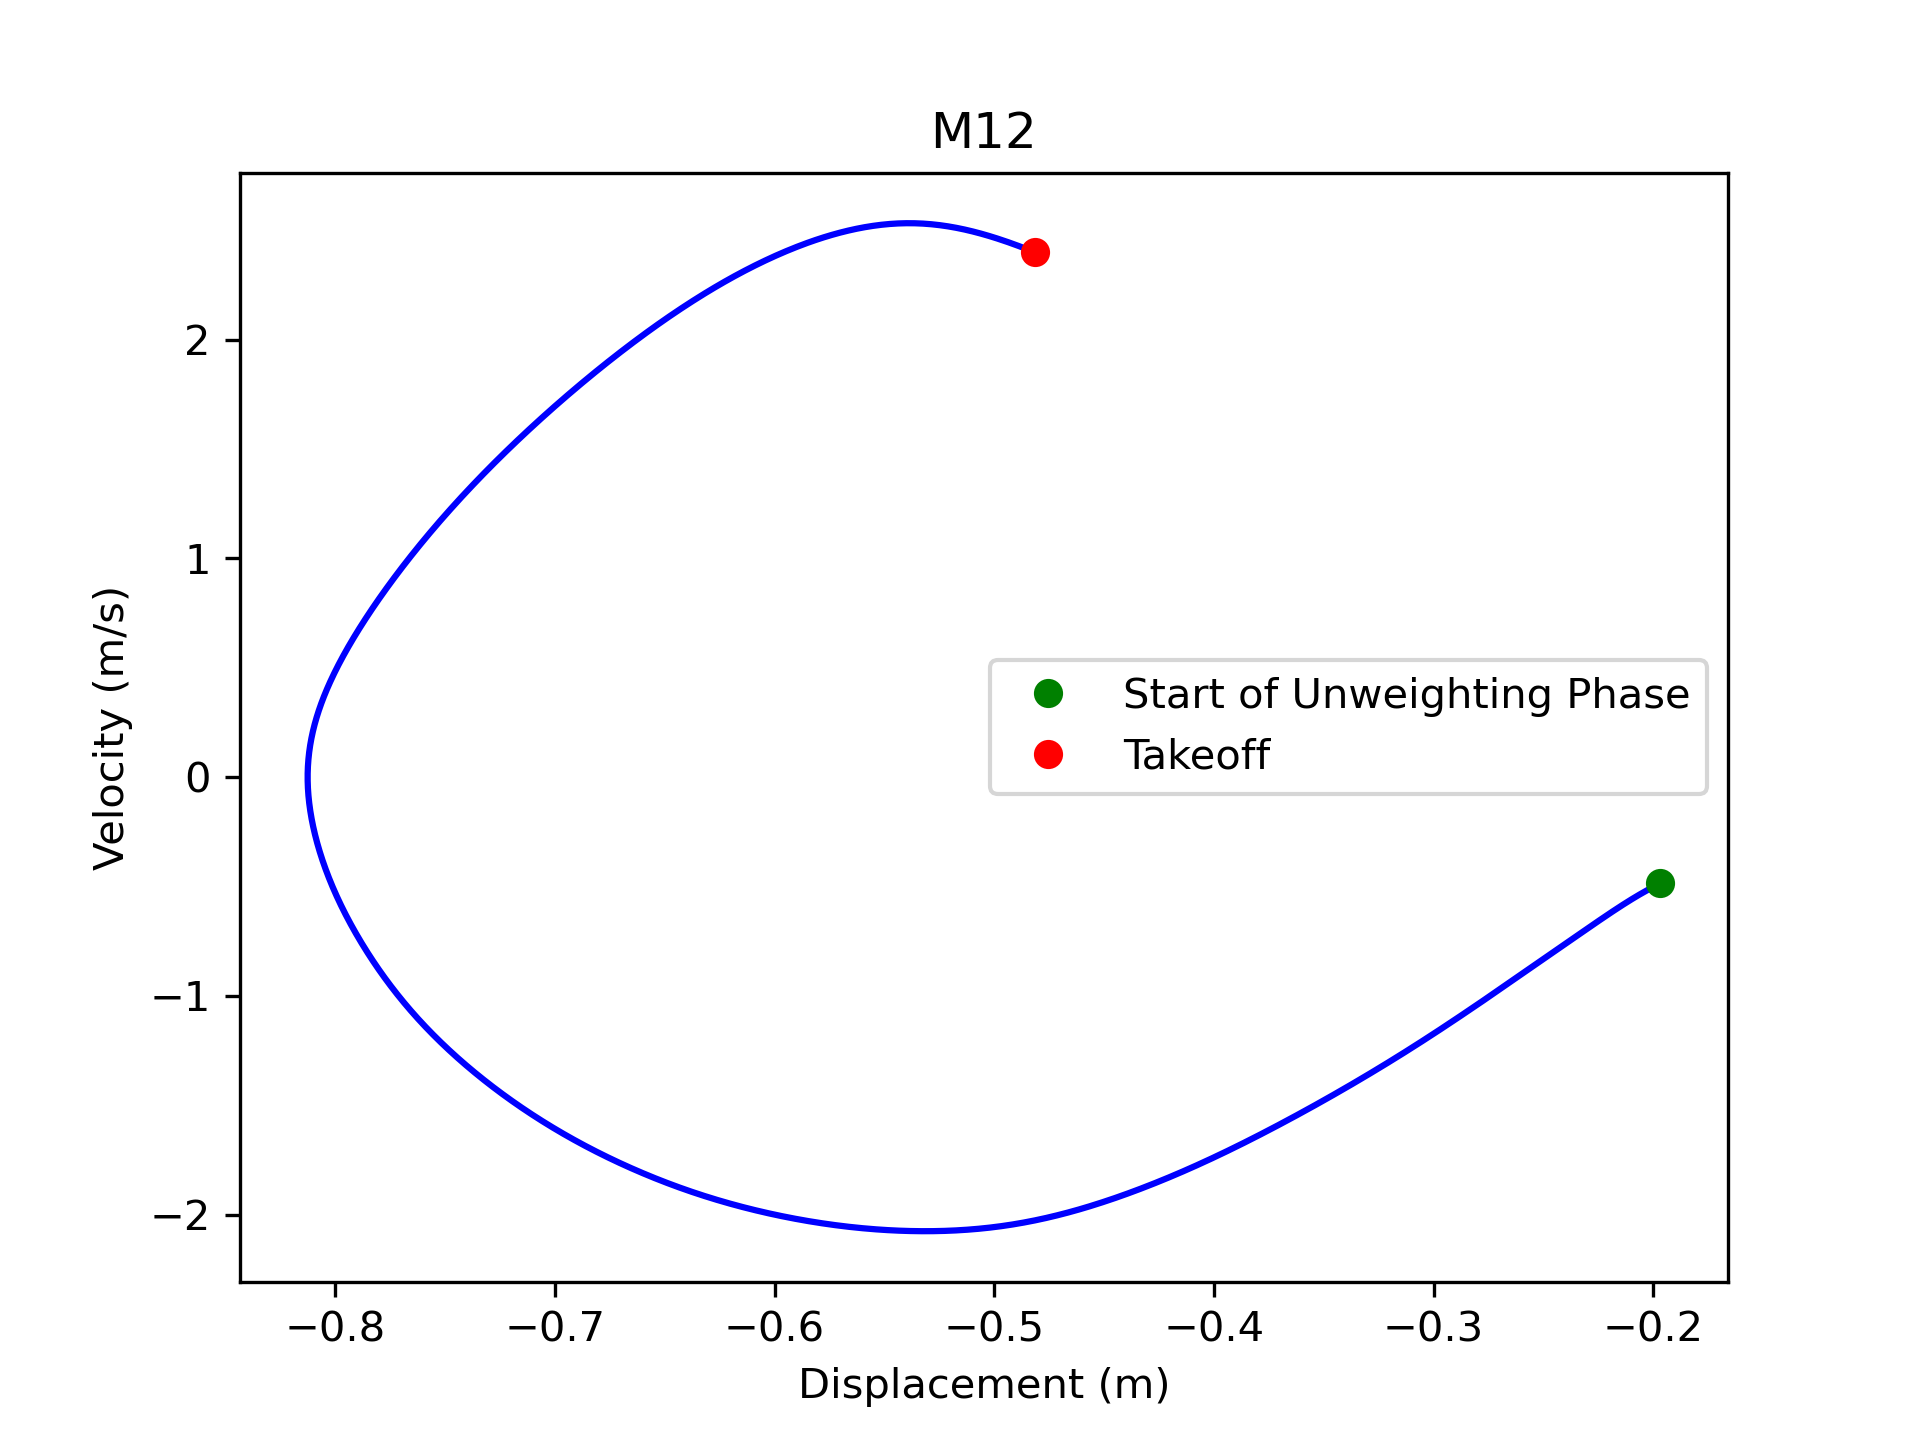 M12
Velocity (m/s)
2
1
0
−1
−2
Start of Unweighting Phase
Takeoff
−0.8 −0.7 −0.6 −0.5 −0.4 −0.3 −0.2
Displacement (m)